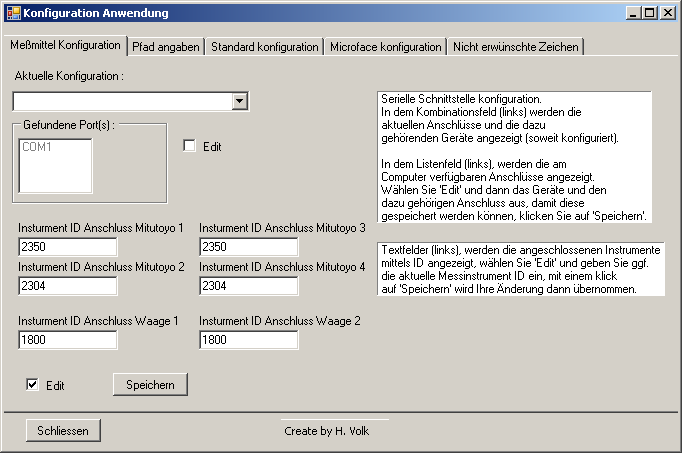 Konfiguration Anwendung
Meßmittel Konfiguration
Pfad angaben
Standard konfiguration
Microface konfiguration
Nicht erwünschte Zeichen
Aktuelle Konfiguration :
Gefundene Port(s) :
COM1
Edit
Serielle Schnittstelle konfiguration.
In dem Kombinationsfeld (links) werden die
aktuellen Anschlüsse und die dazu
gehörenden Geräte angezeigt (soweit konfiguriert).
In dem Listenfeld (links), werden die am
Computer verfügbaren Anschlüsse angezeigt.
Wählen Sie 'Edit' und dann das Geräte und den
dazu gehörigen Anschluss aus, damit diese
gespeichert werden können, klicken Sie auf 'Speichern'.
Insturment ID Anschluss Mitutoyo 1
2350
Insturment ID Anschluss Mitutoyo 3
2350
Insturment ID Anschluss Mitutoyo 2
2304
Insturment ID Anschluss Mitutoyo 4
2304
Textfelder (links), werden die angeschlossenen Instrumente
mittels ID angezeigt, wählen Sie 'Edit' und geben Sie ggf.
die aktuelle Messinstrument ID ein, mit einem klick
auf 'Speichern' wird Ihre Änderung dann übernommen.
Insturment ID Anschluss Waage 1
1800
Insturment ID Anschluss Waage 2
1800
Edit
Speichern
Schliessen
Create by H. Volk